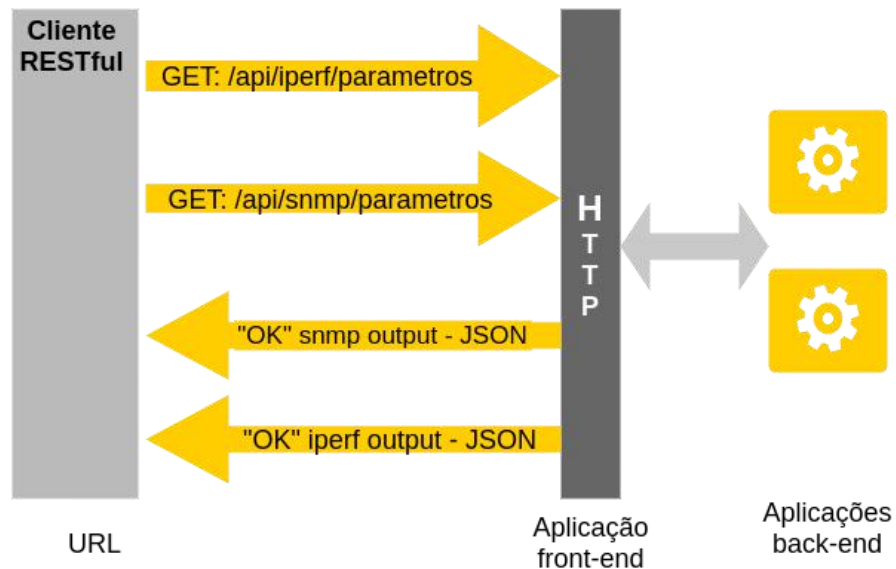 Cliente
RESTful
GET: /api/iperf/parametros
GET: /api/snmp/parametros
"OK" snmp output - JSON
"OK" iperf output - JSON
HTTP
URL
Aplicação
front-end
Aplicações
back-end